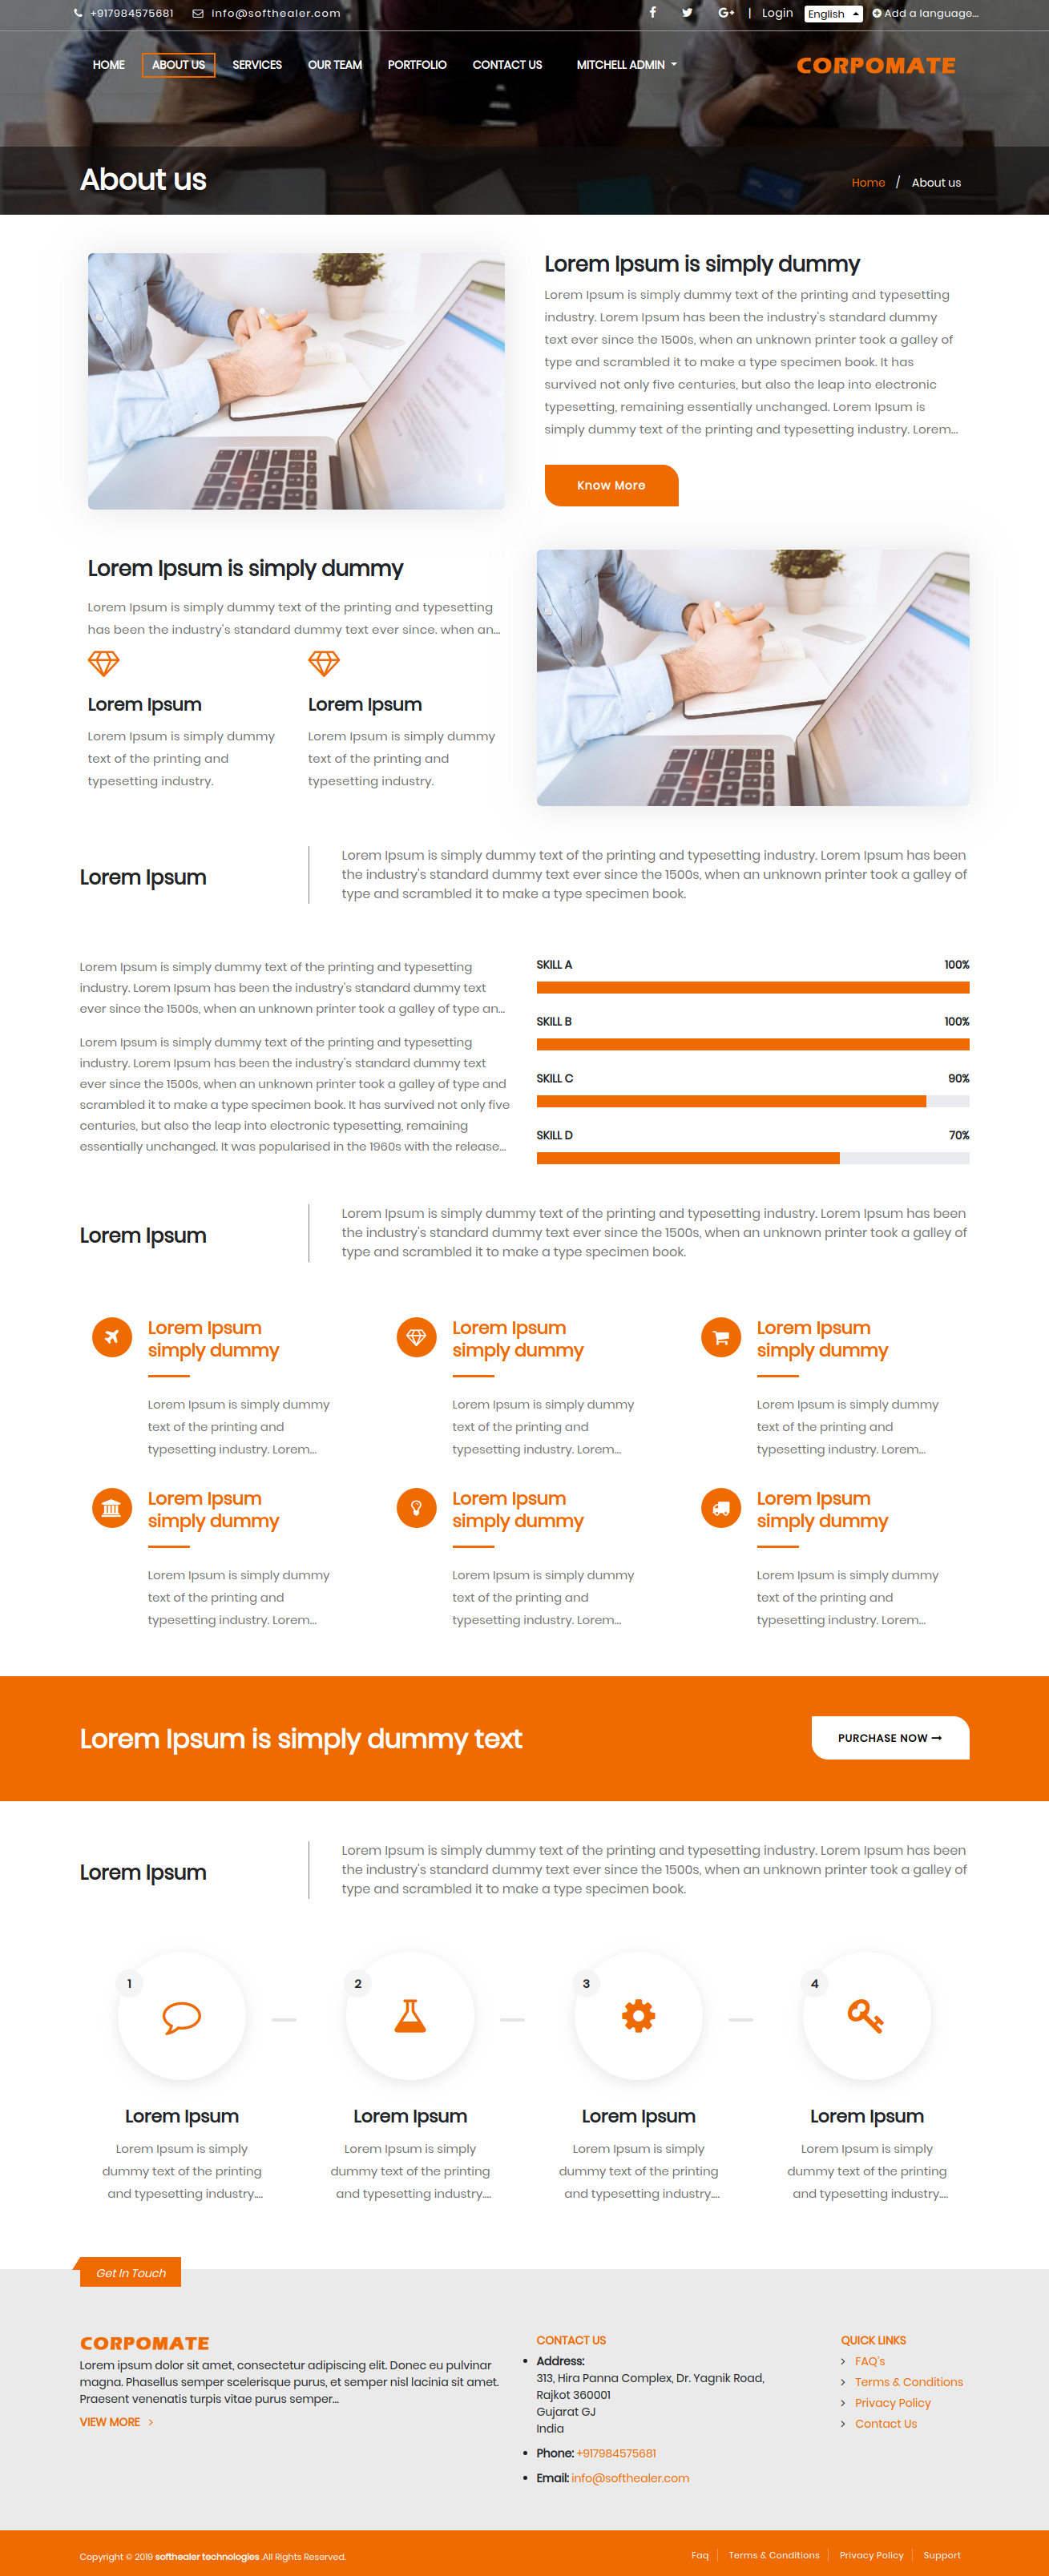 +917984575681 info@softhealer.com | Login English Add a language...
HOME ABOUT US SERVICES OUR TEAM PORTFOLIO CONTACT US MITCHELL ADMIN CORPOMATE
About us
Home / About us
Lorem Ipsum is simply dummy
Lorem Ipsum is simply dummy text of the printing and typesetting
industry. Lorem Ipsum has been the industry's standard dummy
text ever since the 1500s, when an unknown printer took a galley of
type and scrambled it to make a type specimen book. It has
survived not only five centuries, but also the leap into electronic
typesetting, remaining essentially unchanged. Lorem Ipsum is
simply dummy text of the printing and typesetting industry. Lorem...
Know More
Lorem Ipsum is simply dummy
Lorem Ipsum is simply dummy text of the printing and typesetting
has been the industry's standard dummy text ever since. when an...
Lorem Ipsum
Lorem Ipsum is simply dummy
text of the printing and
typesetting industry.
Lorem Ipsum
Lorem Ipsum is simply dummy
text of the printing and
typesetting industry.
Lorem Ipsum
Lorem Ipsum is simply dummy text of the printing and typesetting industry. Lorem Ipsum has been
the industry's standard dummy text ever since the 1500s, when an unknown printer took a galley of
type and scrambled it to make a type specimen book.
Lorem Ipsum is simply dummy text of the printing and typesetting
industry. Lorem Ipsum has been the industry's standard dummy text
ever since the 1500s, when an unknown printer took a galley of type an...
Lorem Ipsum is simply dummy text of the printing and typesetting
industry. Lorem Ipsum has been the industry's standard dummy text
ever since the 1500s, when an unknown printer took a galley of type and
scrambled it to make a type specimen book. It has survived not only five
centuries, but also the leap into electronic typesetting, remaining
essentially unchanged. It was popularised in the 1960s with the release...
SKILL A 100%
SKILL B 100%
SKILL C 90%
SKILL D 70%
Lorem Ipsum
Lorem Ipsum is simply dummy text of the printing and typesetting industry. Lorem Ipsum has been
the industry's standard dummy text ever since the 1500s, when an unknown printer took a galley of
type and scrambled it to make a type specimen book.
Lorem Ipsum
simply dummy
Lorem Ipsum is simply dummy
text of the printing and
typesetting industry. Lorem...
Lorem Ipsum
simply dummy
Lorem Ipsum is simply dummy
text of the printing and
typesetting industry. Lorem...
Lorem Ipsum
simply dummy
Lorem Ipsum is simply dummy
text of the printing and
typesetting industry. Lorem...
Lorem Ipsum
simply dummy
Lorem Ipsum is simply dummy
text of the printing and
typesetting industry. Lorem...
Lorem Ipsum
simply dummy
Lorem Ipsum is simply dummy
text of the printing and
typesetting industry. Lorem...
Lorem Ipsum
simply dummy
Lorem Ipsum is simply dummy
text of the printing and
typesetting industry. Lorem...
Lorem Ipsum is simply dummy text
PURCHASE NOW
Lorem Ipsum
Lorem Ipsum is simply dummy text of the printing and typesetting industry. Lorem Ipsum has been
the industry's standard dummy text ever since the 1500s, when an unknown printer took a galley of
type and scrambled it to make a type specimen book.
1
Lorem Ipsum
Lorem Ipsum is simply
dummy text of the printing
and typesetting industry....
2
Lorem Ipsum
Lorem Ipsum is simply
dummy text of the printing
and typesetting industry....
3
Lorem Ipsum
Lorem Ipsum is simply
dummy text of the printing
and typesetting industry....
4
Lorem Ipsum
Lorem Ipsum is simply
dummy text of the printing
and typesetting industry....
Get In Touch
CORPOMATE
Lorem ipsum dolor sit amet, consectetur adipiscing elit. Donec eu pulvinar
magna. Phasellus semper scelerisque purus, et semper nisl lacinia sit amet.
Praesent venenatis turpis vitae purus semper...
VIEW MORE
CONTACT US
Address:
313, Hira Panna Complex, Dr. Yagnik Road,
Rajkot 360001
Gujarat GJ
India
Phone: +917984575681
Email: info@softhealer.com
QUICK LINKS
FAQ's
Terms & Conditions
Privacy Policy
Contact Us
Copyright © 2019 softhealer technologies .All Rights Reserved.
Faq Terms & Conditions Privacy Policy Support